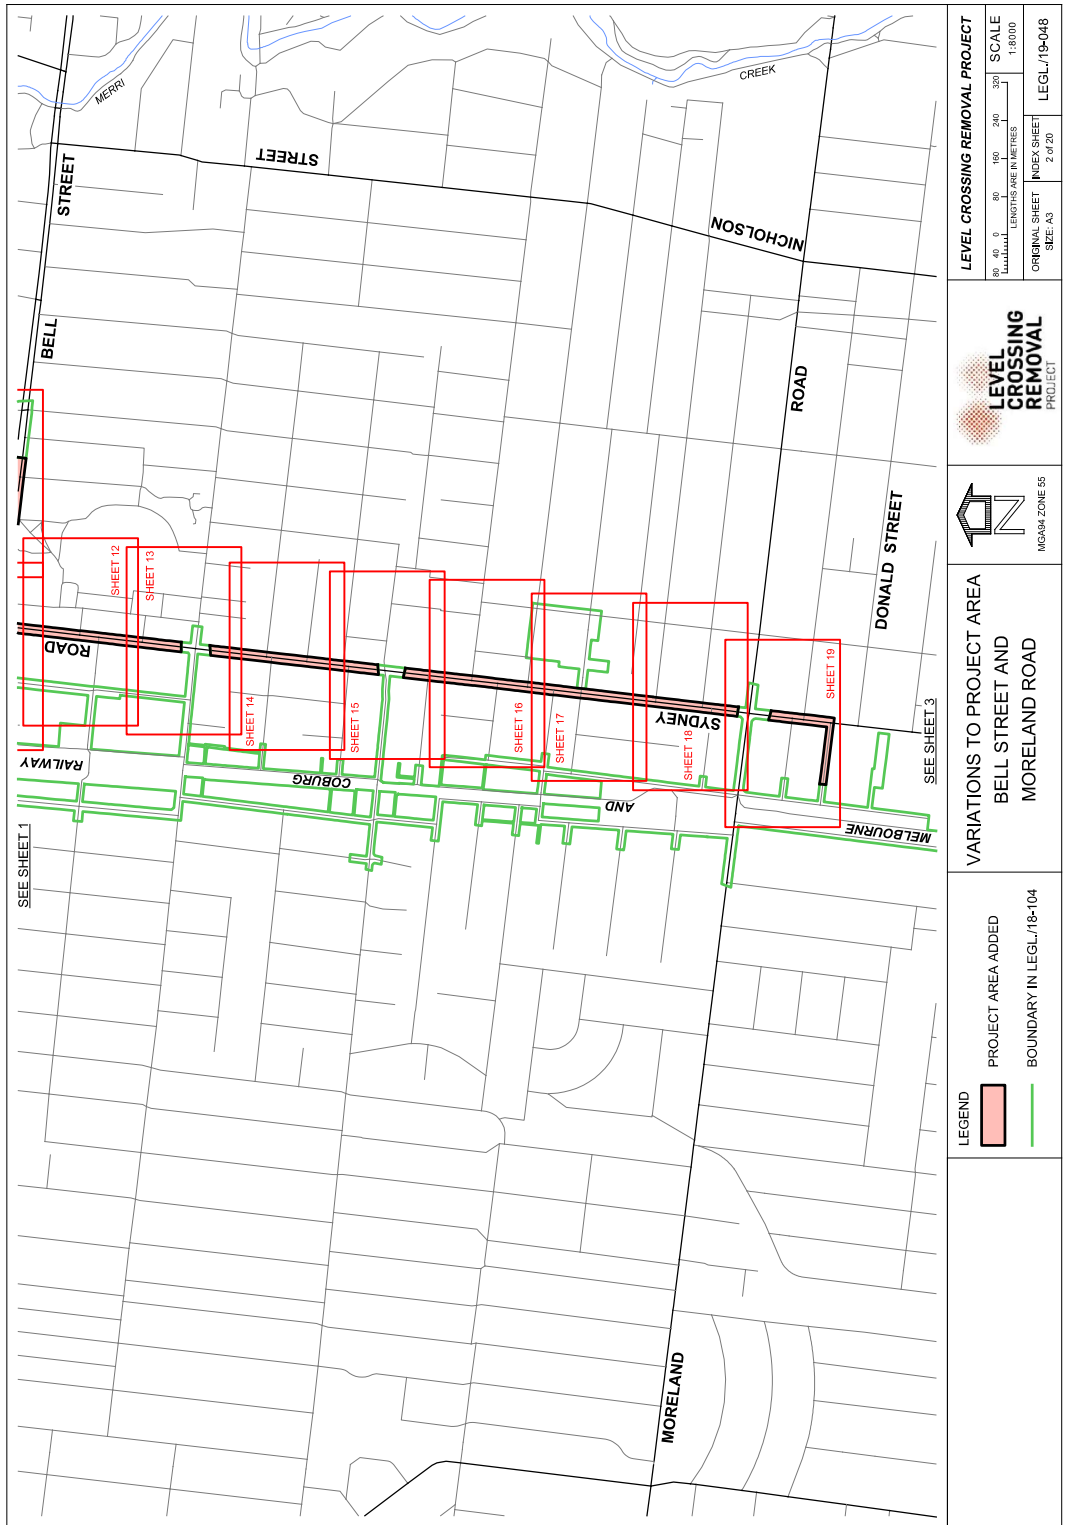 SEE SHEET 1
MERRI
CREEK
STREET
BELL
STREET
NICHOLSON
ROAD
ROAD
SYDNEY
RAILWAY
COBURG
AND
MELBOURNE
MORELAND
DONALD STREET
SHEET 12
SHEET 13
SHEET 14
SHEET 15
SHEET 16
SHEET 17
SHEET 18
SHEET 19
SEE SHEET 3
LEGEND
PROJECT AREA ADDED
BOUNDARY IN LEGL./18-104
VARIATIONS TO PROJECT AREA
BELL STREET AND
MORELAND ROAD
N
MGA94 ZONE 55
LEVEL
CROSSING
REMOVAL
PROJECT
LEVEL CROSSING REMOVAL PROJECT
80 40 0 80 160 240 320
LENGTHS ARE IN METRES
SCALE
1:8000
ORIGINAL SHEET
SIZE: A3
INDEX SHEET
2 of 20
LEGL./19-048